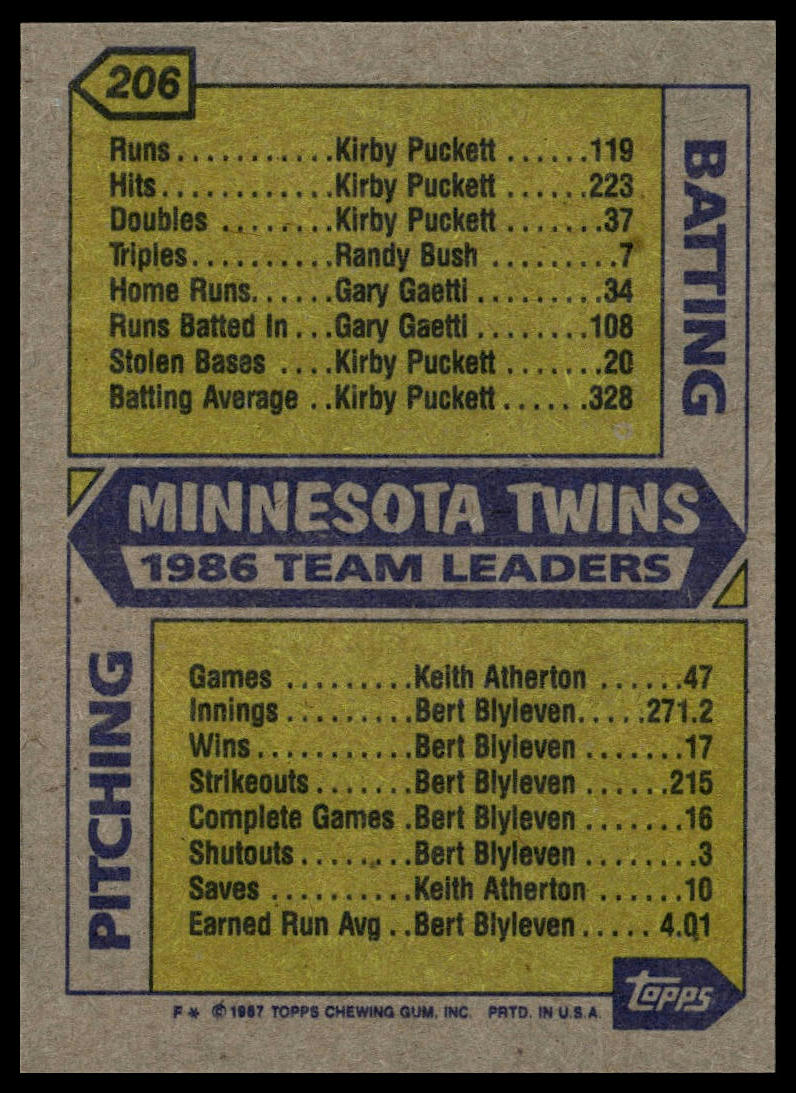 206
BATTING
Runs...........Kirby Puckett ......119
Hits............Kirby Puckett ......223
Doubles ........Kirby Puckett .......37
Triples..........Randy Bush .........7
Home Runs......Gary Gaetti .........34
Runs Batted In ...Gary Gaetti ........108
Stolen Bases ....Kirby Puckett .......20
Batting Average ..Kirby Puckett ......328
MINNESOTA TWINS
1986 TEAM LEADERS
PITCHING
Games .........Keith Atherton ......47
Innings.........Bert Blyleven.....271.2
Wins...........Bert Blyleven .......17
Strikeouts.......Bert Blyleven ......215
Complete Games .Bert Blyleven .......16
Shutouts........Bert Blyleven ........3
Saves ..........Keith Atherton ......10
Earned Run Avg ..Bert Blyleven ..... 4.01
topps
F* © 1987 TOPPS CHEWING GUM, INC. PRTD. IN U.S.A.